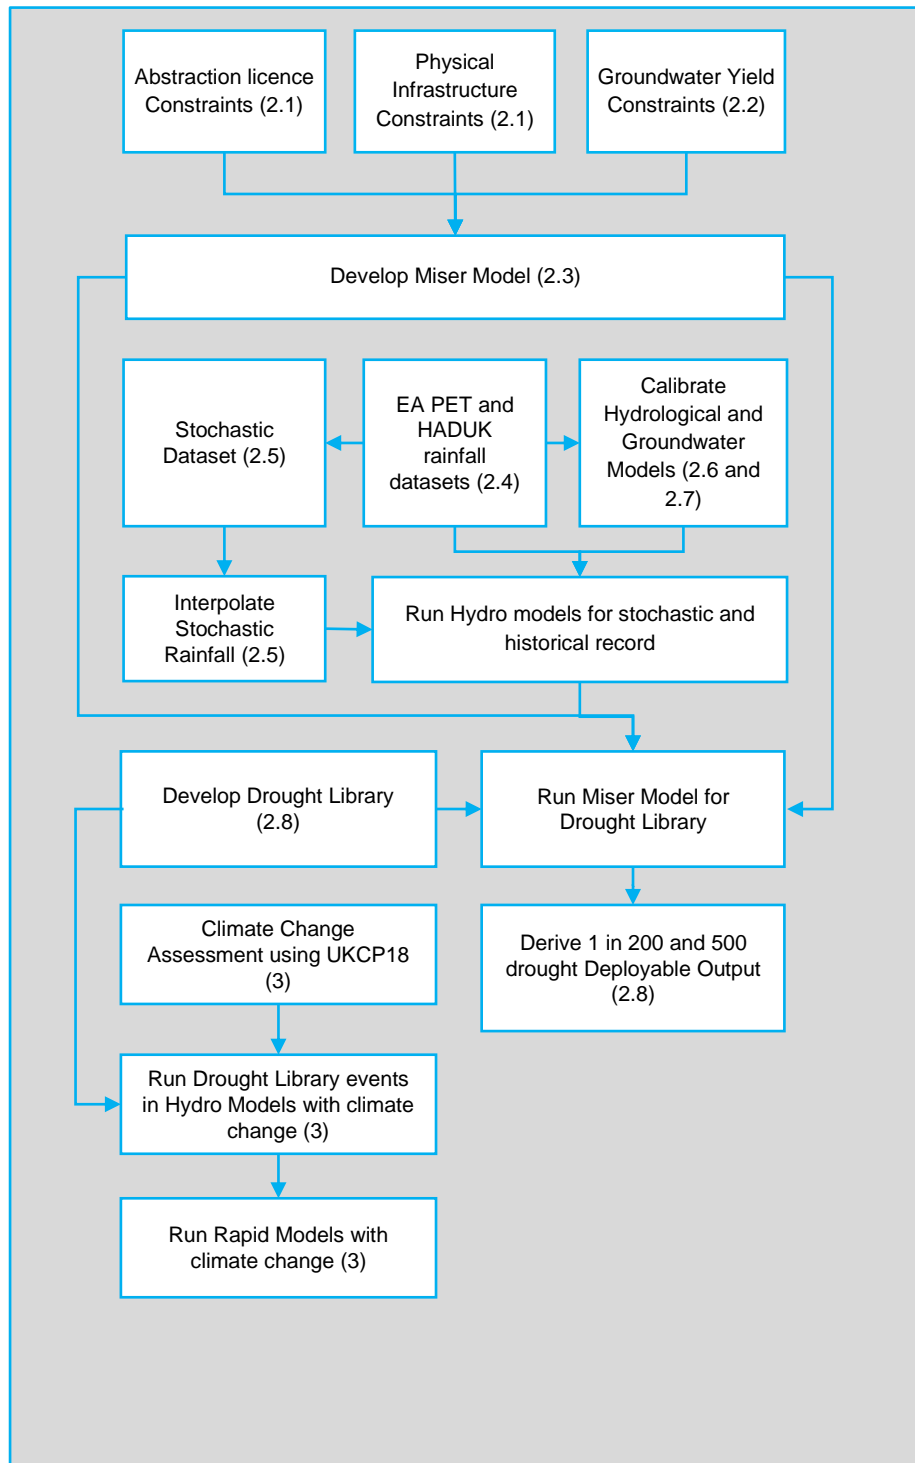 Abstraction licence
Constraints (2.1)
Physical
Infrastructure
Constraints (2.1)
Groundwater Yield
Constraints (2.2)
Develop Miser Model (2.3)
Stochastic
Dataset (2.5)
EA PET and
HADUK
rainfall
datasets (2.4)
Calibrate
Hydrological and
Groundwater
Models (2.6 and
2.7)
Interpolate
Stochastic
Rainfall (2.5)
Run Hydro models for stochastic and
historical record
Develop Drought Library
(2.8)
Run Miser Model for
Drought Library
Climate Change
Assessment using UKCP18
(3)
Derive 1 in 200 and 500
drought Deployable Output
(2.8)
Run Drought Library events
in Hydro Models with climate
change (3)
Run Rapid Models with
climate change (3)